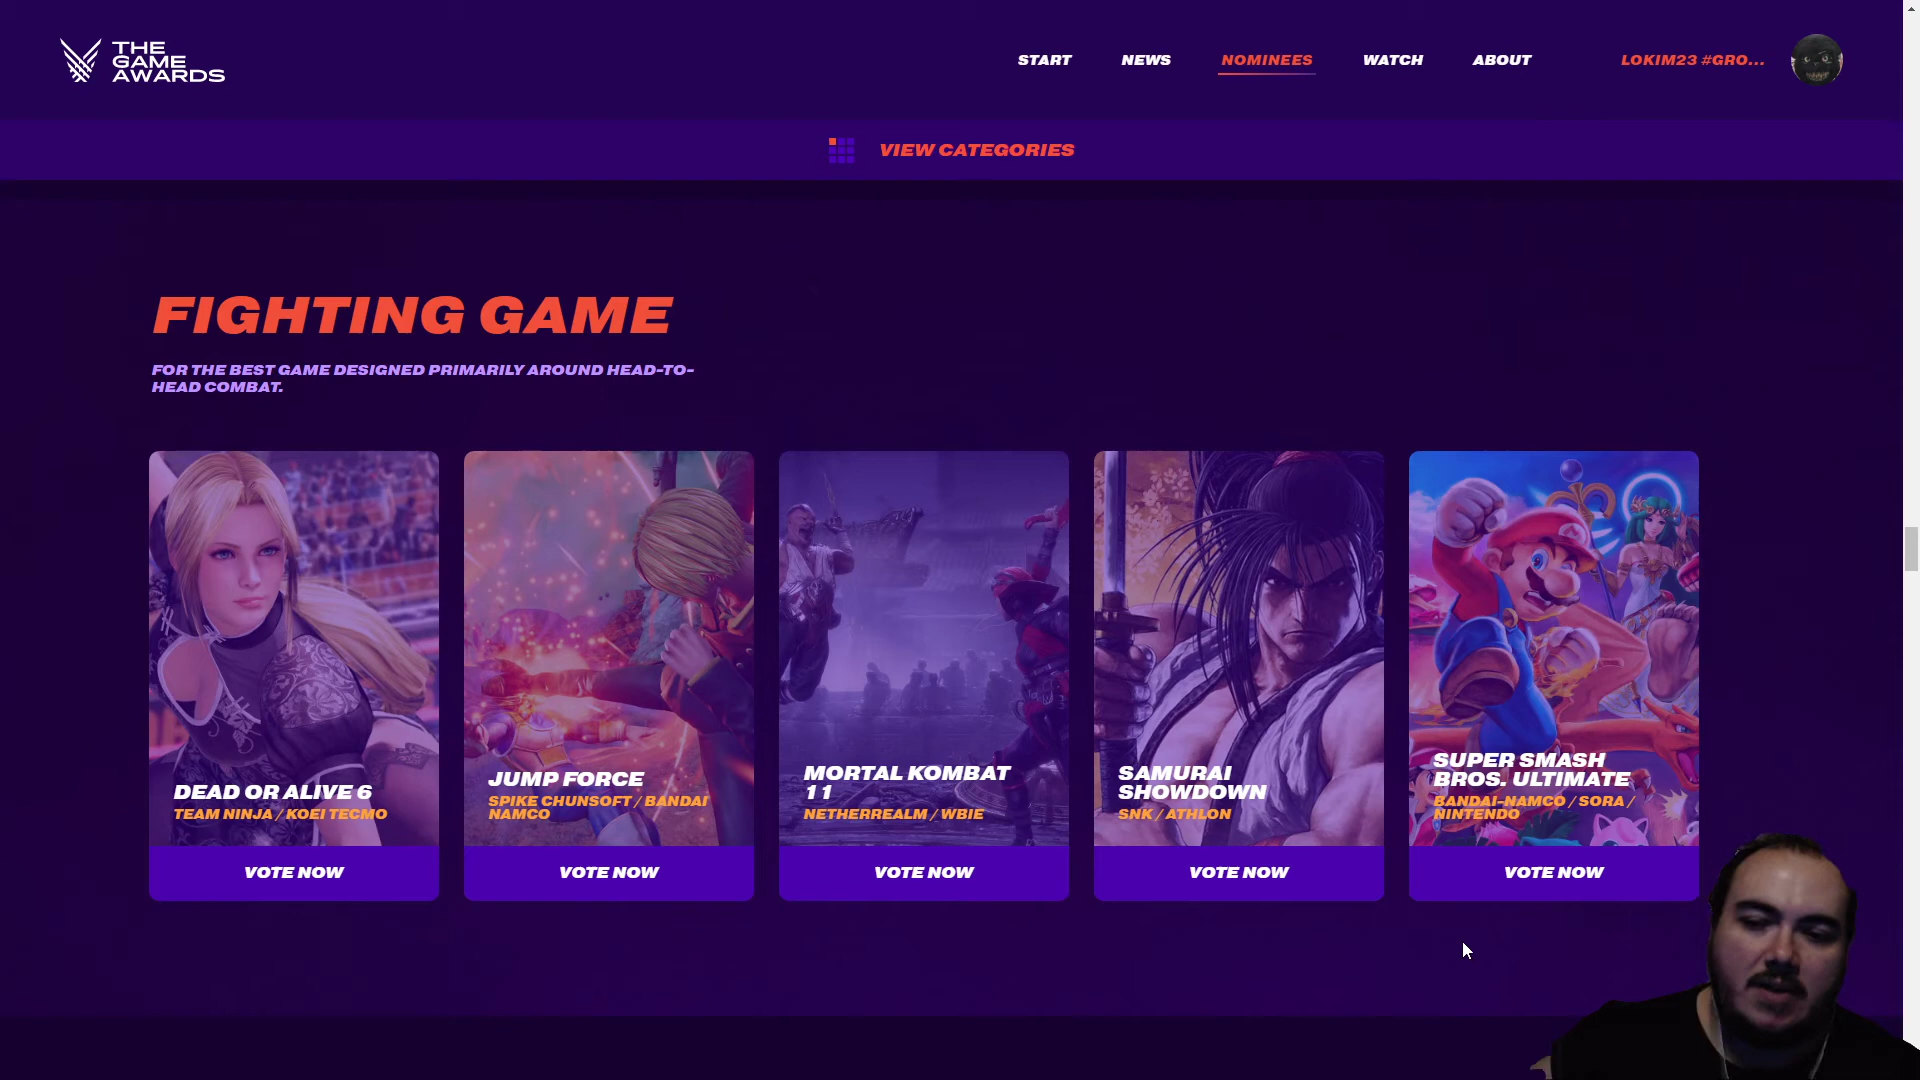 THE
GAME
AWARDS
START
NEWS
NOMINEES
WATCH
ABOUT
LOKIM23 #GRO...
VIEW CATEGORIES
FIGHTING GAME
FOR THE BEST GAME DESIGNED PRIMARILY AROUND HEAD-TO-
HEAD COMBAT.
DEAD OR ALIVE 6
TEAM NINJA / KOEI TECMO
VOTE NOW
JUMP FORCE
SPIKE CHUNSOFT / BANDAI
NAMCO
VOTE NOW
MORTAL KOMBAT
11
NETHERREALM / WBIE
VOTE NOW
SAMURAI
SHOWDOWN
SNK / ATHLON
VOTE NOW
SUPER SMASH
BROS. ULTIMATE
BANDAI-NAMCO / SORA /
NINTENDO
VOTE NOW